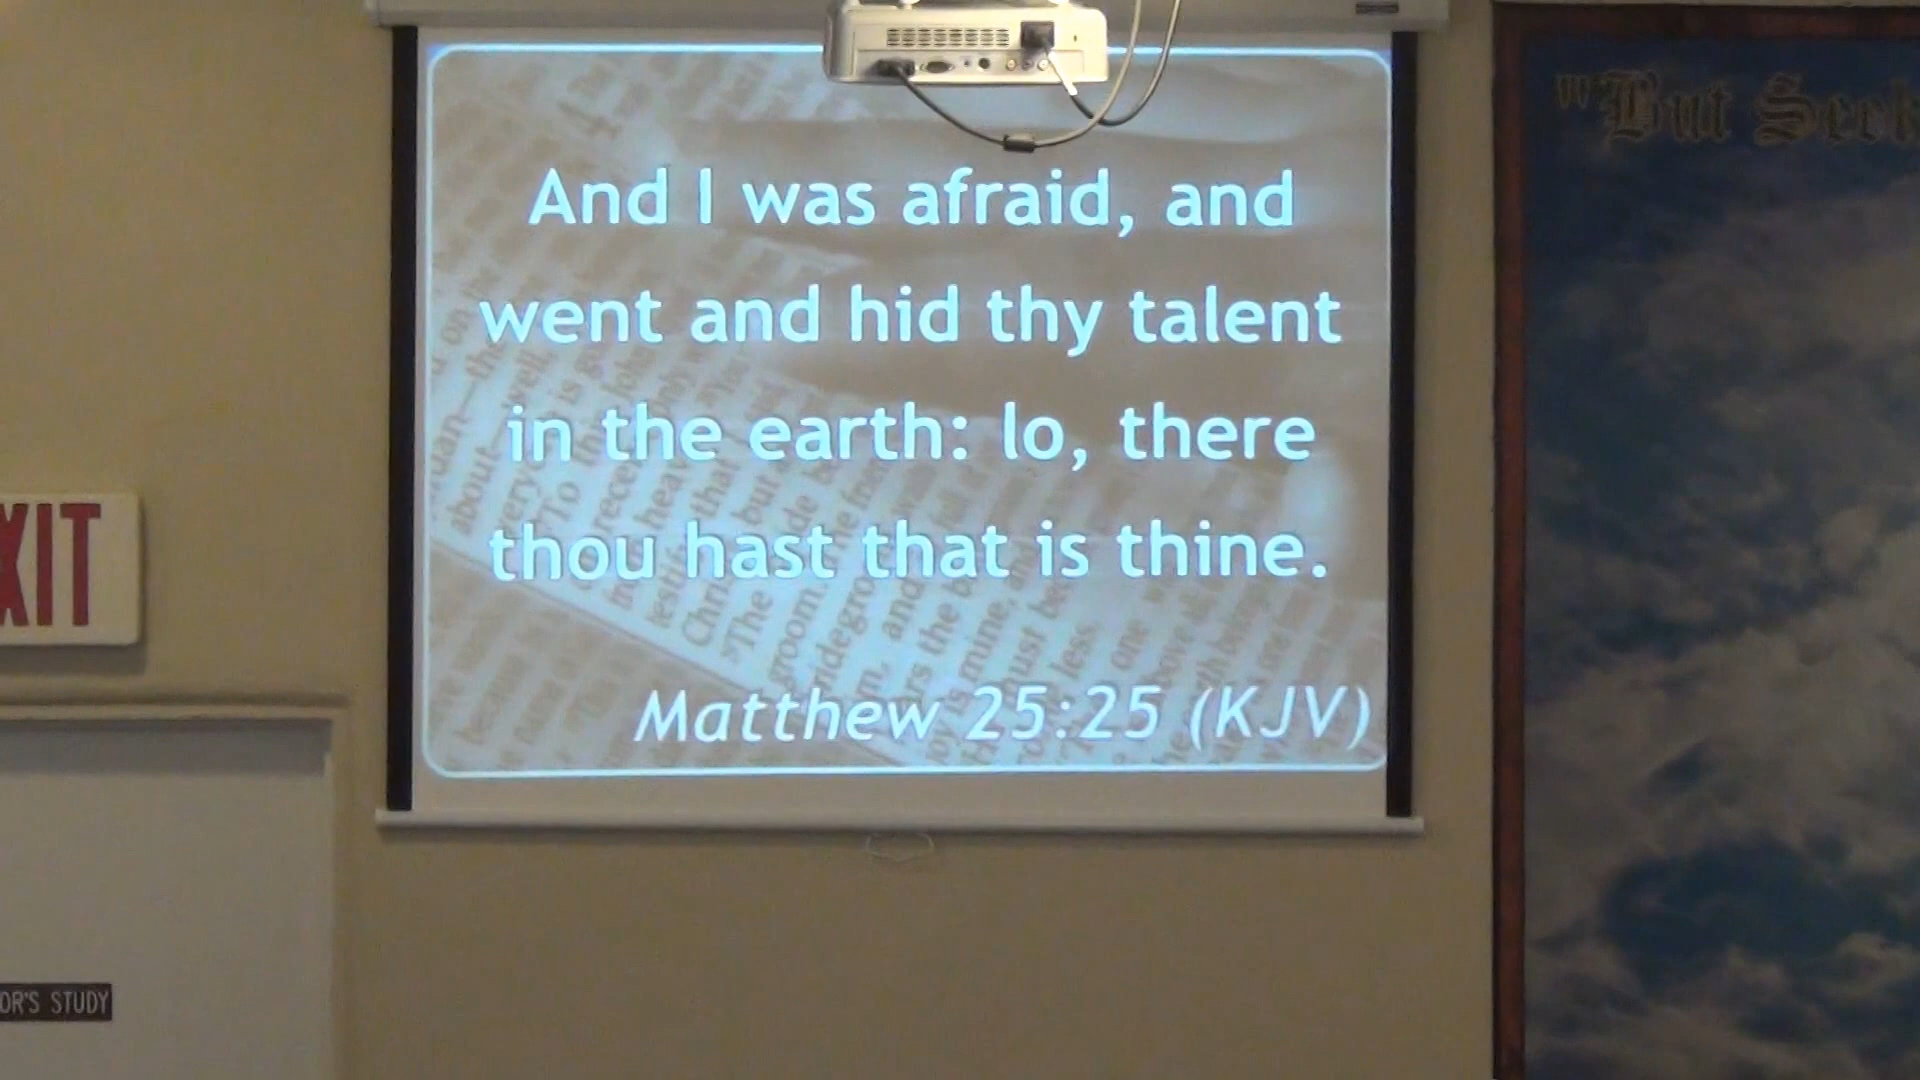 And I was afraid, and
went and hid thy talent
in the earth: lo, there
thou hast that is thine.
Matthew 25:25 (KJV)
"But Seek
XIT
OR'S STUDY